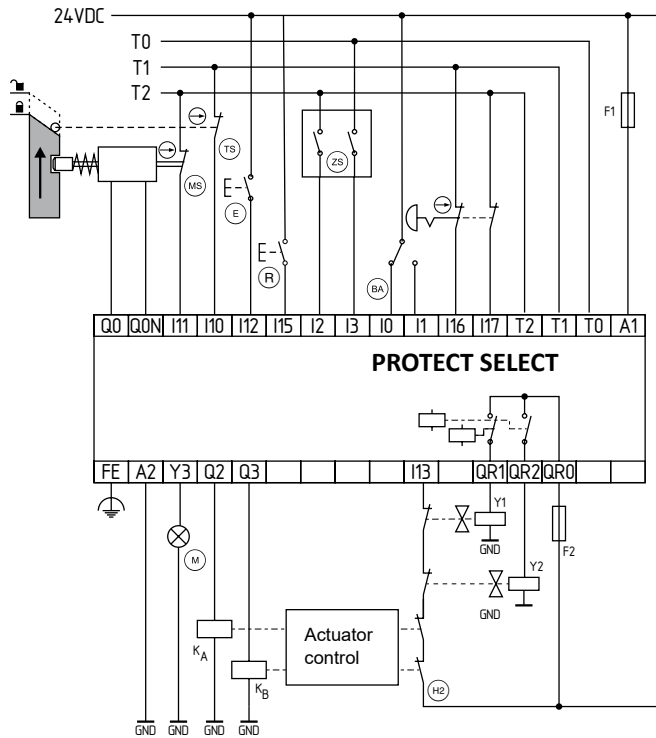 24VDC
T0
T1
T2
F1
TS
MS
ZS
E
R
BA
Q0 Q0N I11 I10 I12 I15 I2 I3 I0 I1 I16 I17 T2 T1 T0 A1
PROTECT SELECT
FE A2 Y3 Q2 Q3 I13 QR1 QR2 QR0
Y1
GND
F2
M
Y2
GND
Actuator
control
KA
KB
H2
GND GND GND GND